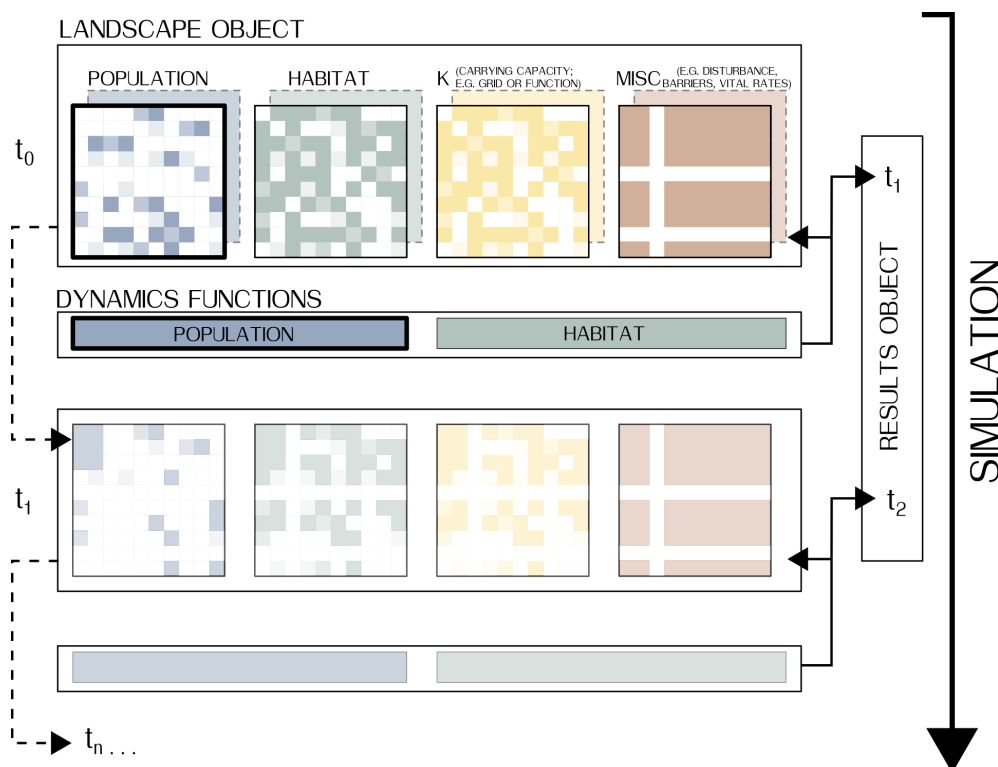 LANDSCAPE OBJECT
POPULATION
HABITAT
K (CARRYING CAPACITY;
E.G. GRID OR FUNCTION)
MISC (E.G. DISTURBANCE,
BARRIERS, VITAL RATES)
t0
t1
DYNAMICS FUNCTIONS
POPULATION
HABITAT
RESULTS OBJECT
SIMULATION
t1
t2
tn . . .